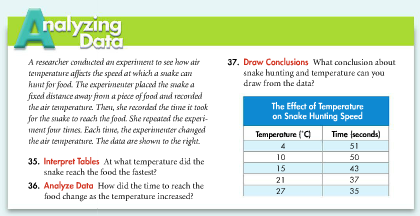 Analyzing
Data
A researcher conducted an experiment to see how air
temperature affects the speed at which a snake can
hunt for food. The experimenter placed the snake a
fixed distance away from a piece of food and recorded
the air temperature. Then, she recorded the time it took
for the snake to reach the food. She repeated the experi-
ment four times. Each time, the experimenter changed
the air temperature. The data are shown to the right.
35. Interpret Tables At what temperature did the
snake reach the food the fastest?
36. Analyze Data How did the time to reach the
food change as the temperature increased?
37. Draw Conclusions What conclusion about
snake hunting and temperature can you
draw from the data?
The Effect of Temperature
on Snake Hunting Speed
Temperature (°C) Time (seconds)
4 51
10 50
15 43
21 37
27 35